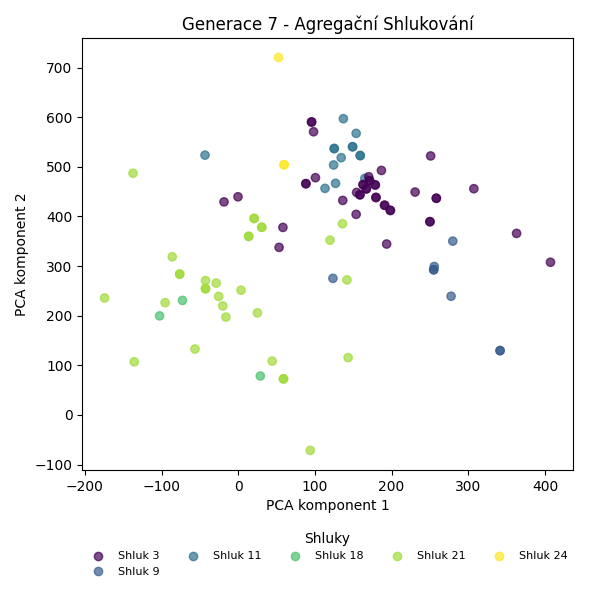 Generace 7 - Agregační Shlukování
PCA komponent 2
700
600
500
400
300
200
100
0
−100
−200
−100
0
100
200
300
400
PCA komponent 1
Shluky
Shluk 3
Shluk 11
Shluk 18
Shluk 21
Shluk 24
Shluk 9